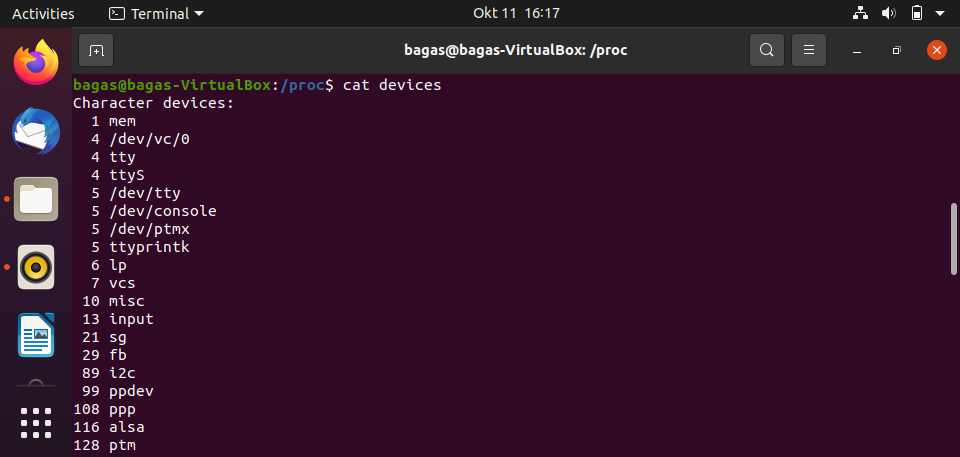 Activities Terminal Okt 11 16:17
bagas@bagas-VirtualBox: /proc
bagas@bagas-VirtualBox:/proc$ cat devices
Character devices:
  1 mem
  4 /dev/vc/0
  4 tty
  4 ttyS
  5 /dev/tty
  5 /dev/console
  5 /dev/ptmx
  5 ttyprintk
  6 lp
  7 vcs
 10 misc
 13 input
 21 sg
 29 fb
 89 i2c
 99 ppdev
108 ppp
116 alsa
128 ptm